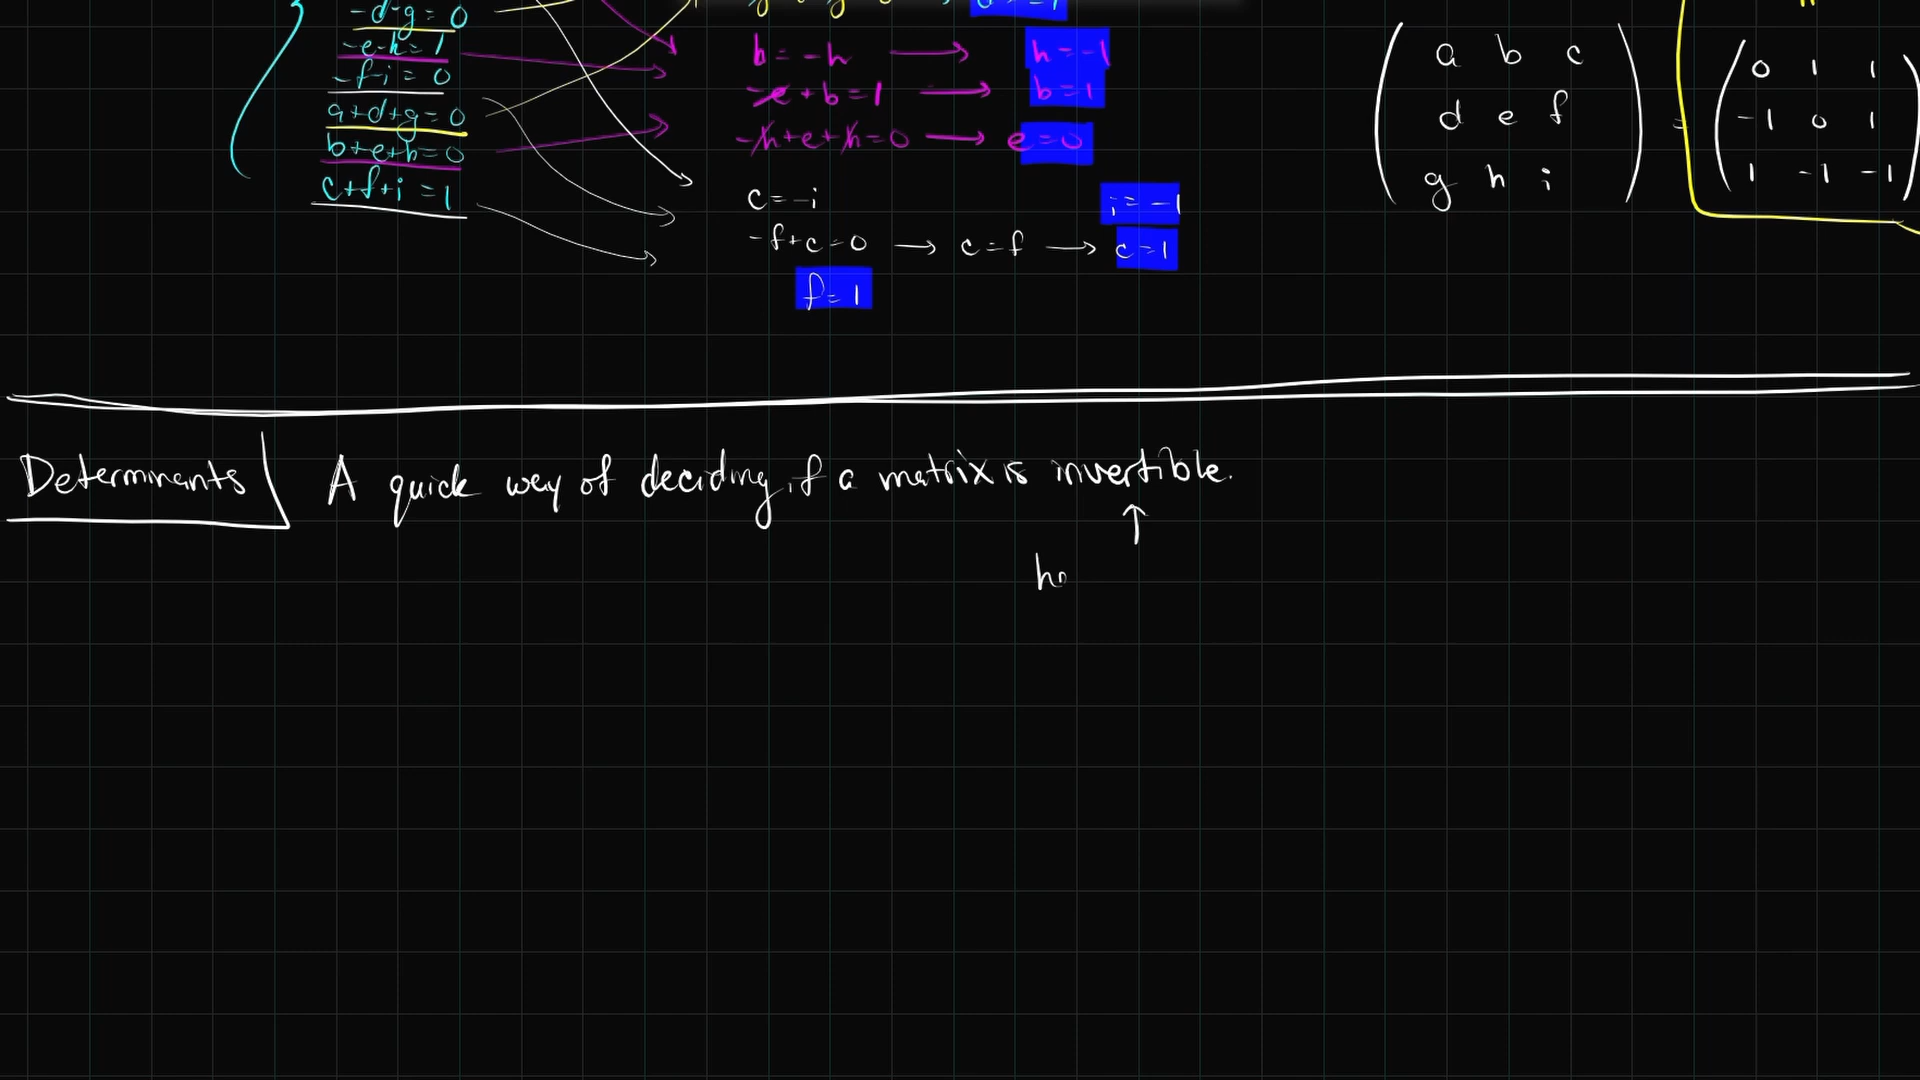 -d-g=0
-e-h=1
-f-i=0
a+d+g=0
b+e+h=0
c+f+i=1
b=-h → h=-1
-e+b=1 → b=1
-h+e+h=0 → e=0
c=-i i=-1
-f+c=0 → c=f → c=1
f=1
a b c
d e f
g h i
=
0 1 1
-1 0 1
1 -1 -1
Determinants A quick way of deciding if a matrix is invertible.
↑